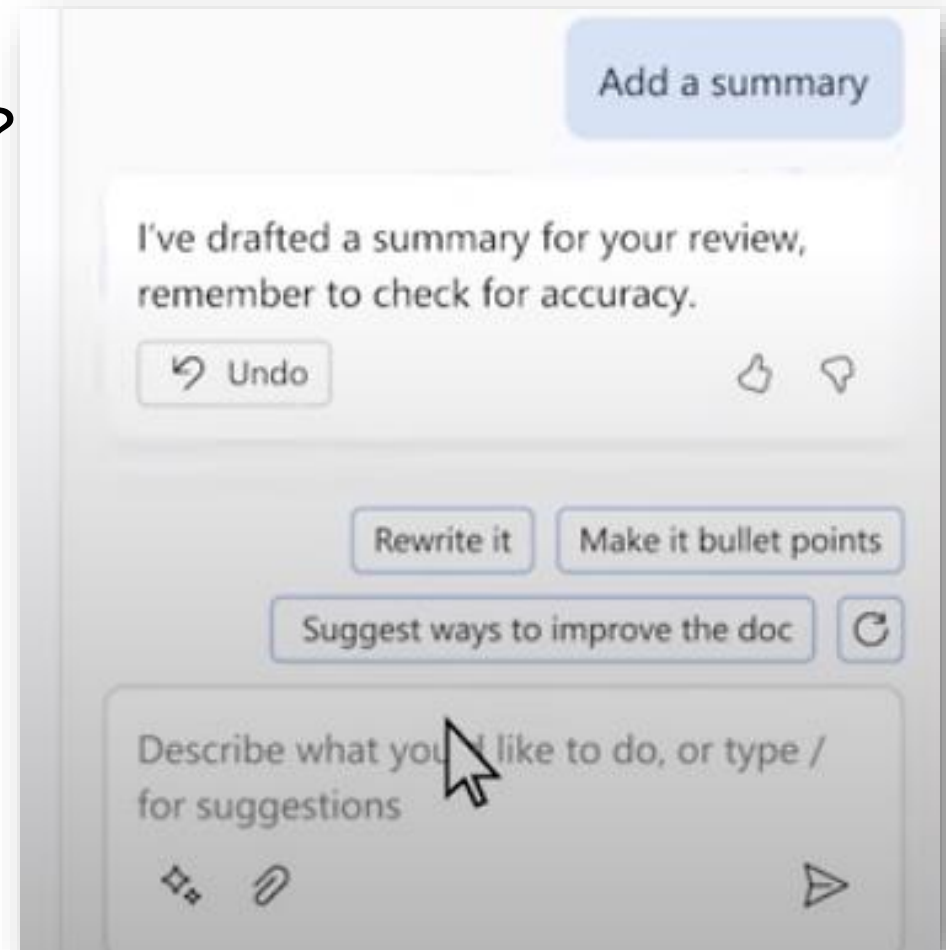 Add a summary
I've drafted a summary for your review,
remember to check for accuracy.
Undo
Rewrite it
Make it bullet points
Suggest ways to improve the doc
Describe what you'd like to do, or type /
for suggestions